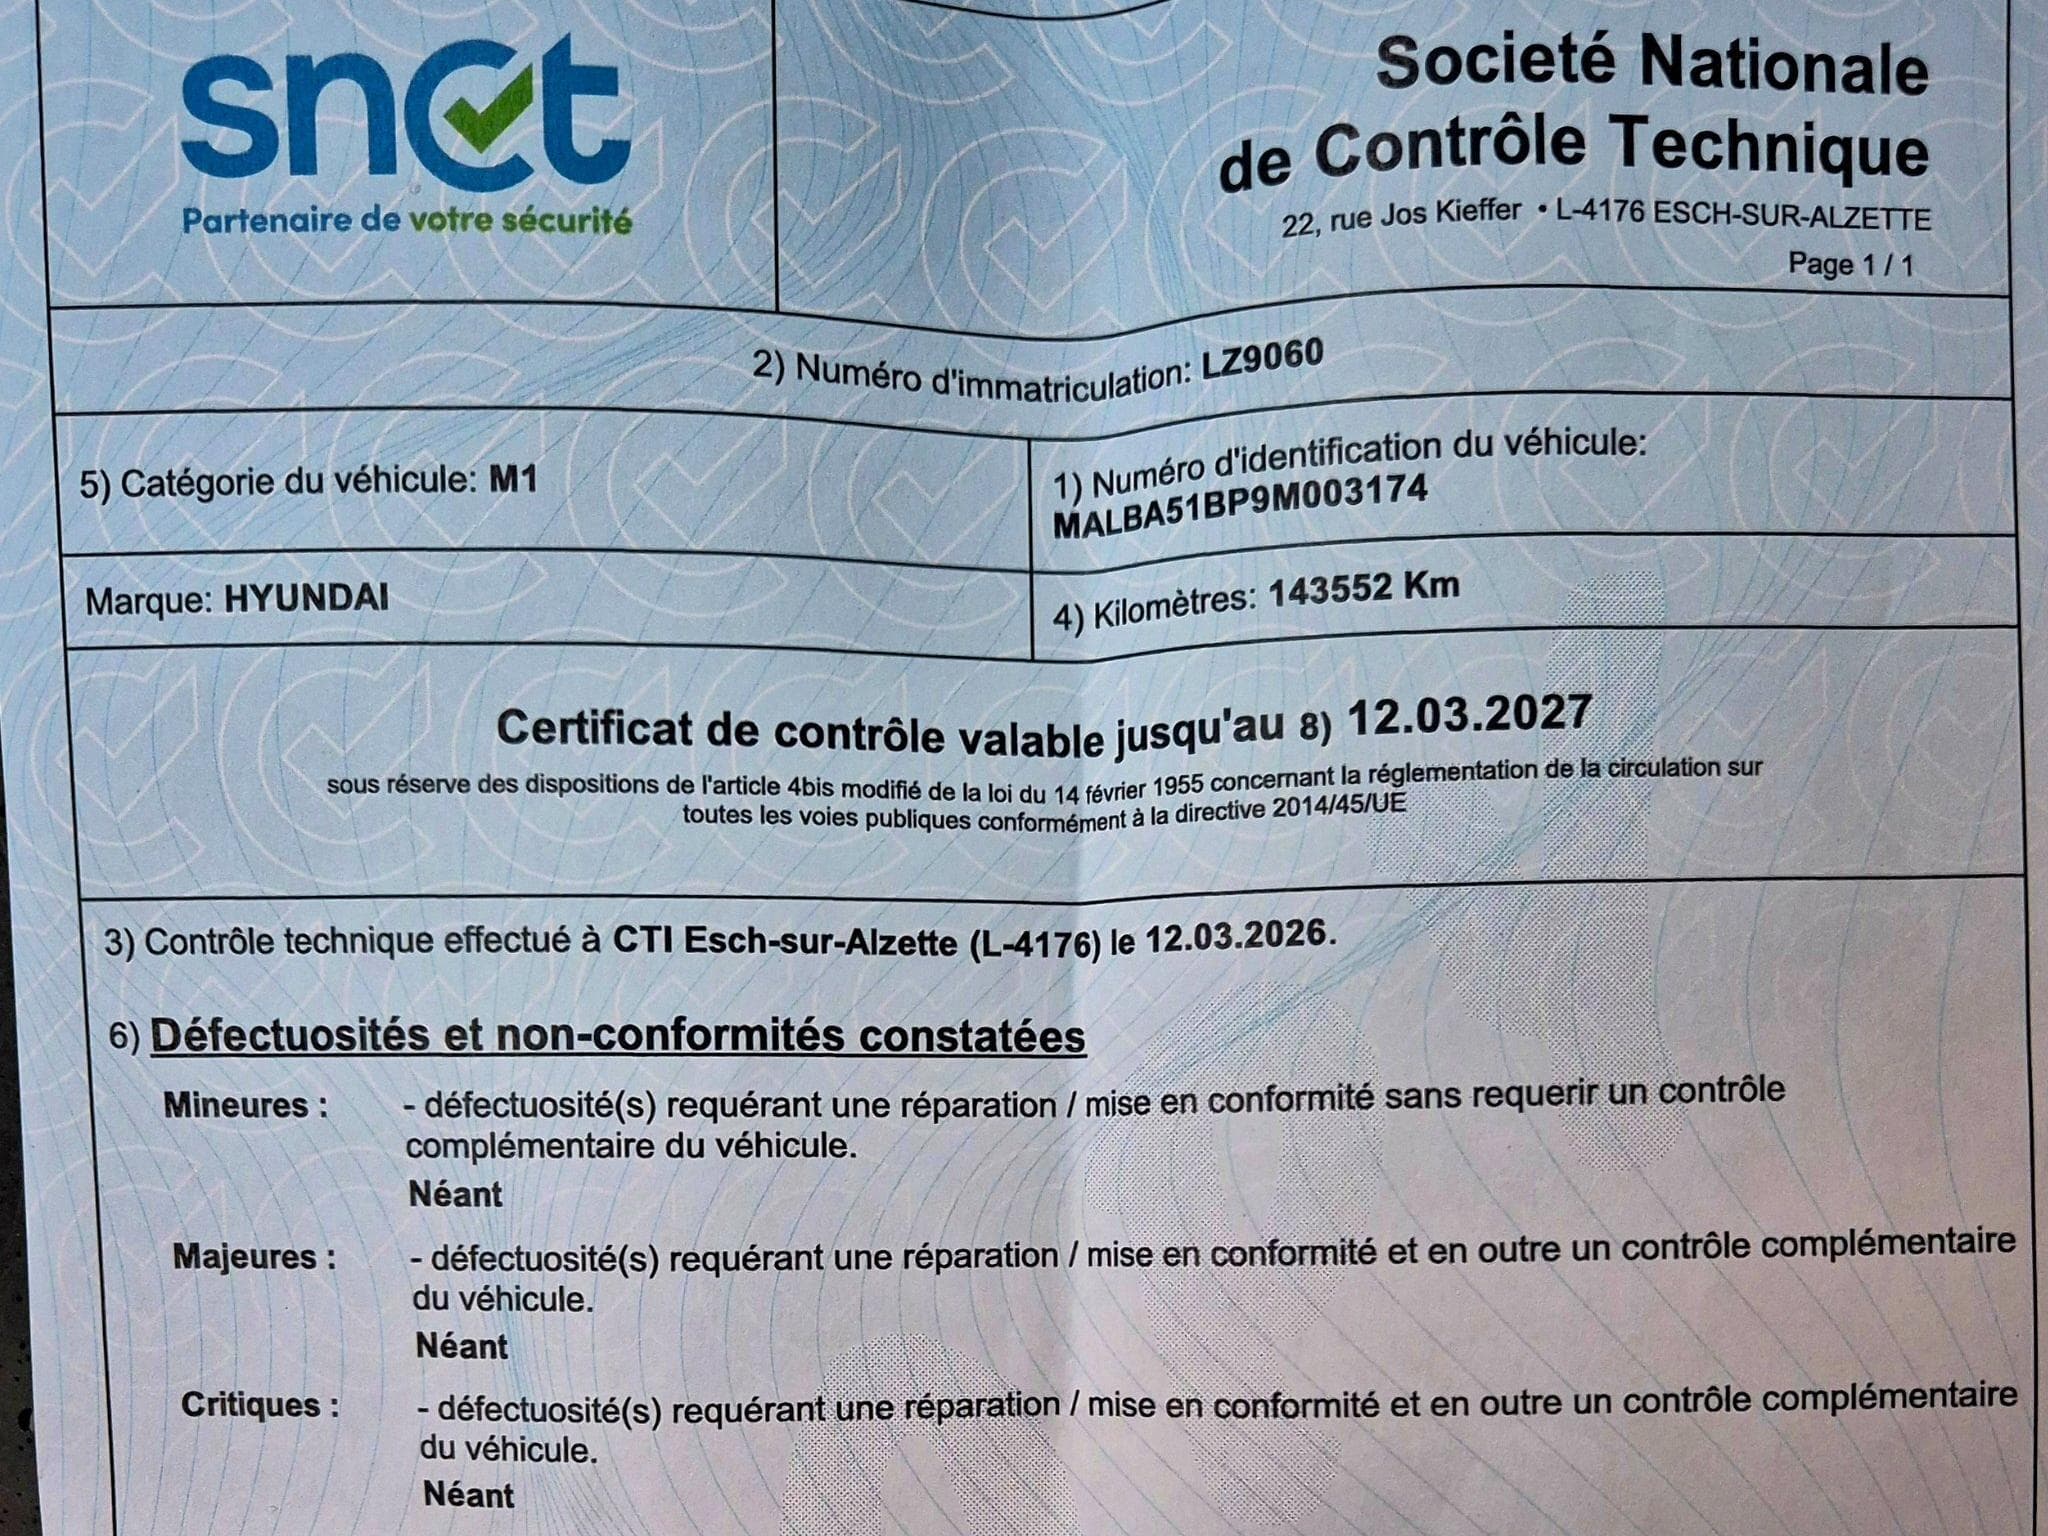 snct
Partenaire de votre sécurité
Societé Nationale
de Contrôle Technique
22, rue Jos Kieffer • L-4176 ESCH-SUR-ALZETTE
Page 1 / 1
2) Numéro d'immatriculation: LZ9060
5) Catégorie du véhicule: M1
1) Numéro d'identification du véhicule:
MALBA51BP9M003174
Marque: HYUNDAI
4) Kilomètres: 143552 Km
Certificat de contrôle valable jusqu'au 8) 12.03.2027
sous réserve des dispositions de l'article 4bis modifié de la loi du 14 février 1955 concernant la réglementation de la circulation sur
toutes les voies publiques conformément à la directive 2014/45/UE
3) Contrôle technique effectué à CTI Esch-sur-Alzette (L-4176) le 12.03.2026.
6) Défectuosités et non-conformités constatées
Mineures : - défectuosité(s) requérant une réparation / mise en conformité sans requerir un contrôle
complémentaire du véhicule.
Néant
Majeures : - défectuosité(s) requérant une réparation / mise en conformité et en outre un contrôle complémentaire
du véhicule.
Néant
Critiques : - défectuosité(s) requérant une réparation / mise en conformité et en outre un contrôle complémentaire
du véhicule.
Néant